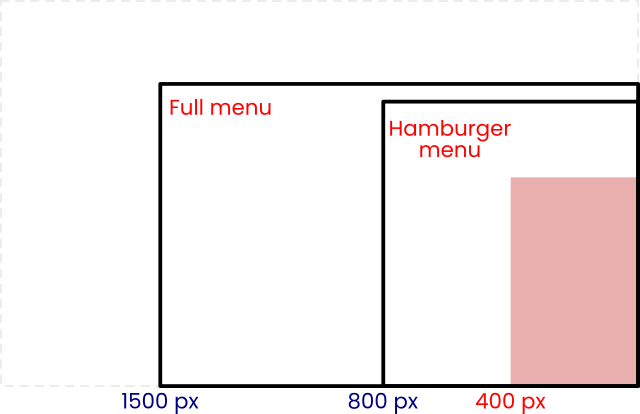 Full menu
Hamburger
menu
1500 px
800 px
400 px